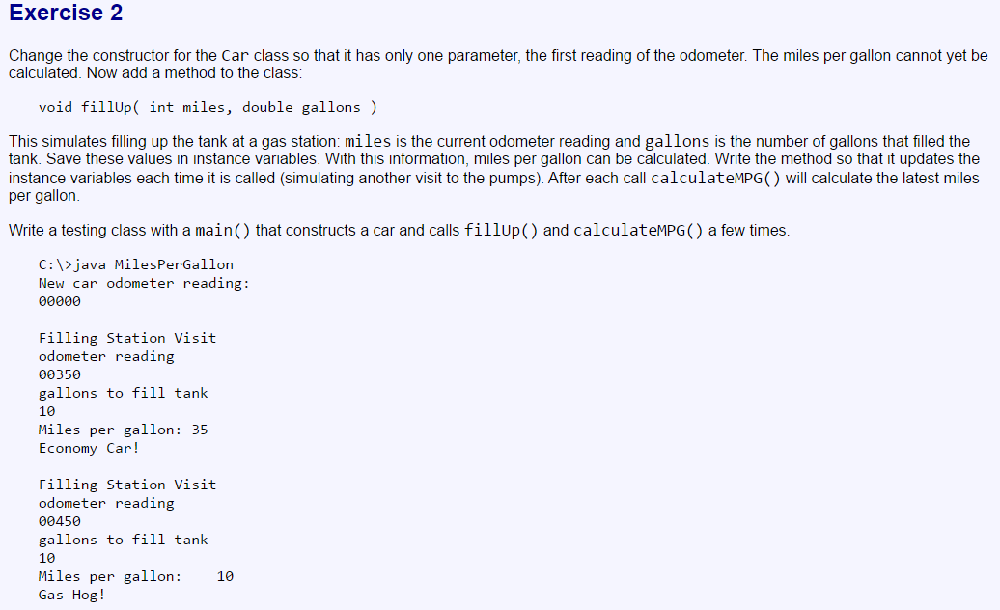 Exercise 2
Change the constructor for the Car class so that it has only one parameter, the first reading of the odometer. The miles per gallon cannot yet be
calculated. Now add a method to the class:
void fillUp( int miles, double gallons )
This simulates filling up the tank at a gas station: miles is the current odometer reading and gallons is the number of gallons that filled the
tank. Save these values in instance variables. With this information, miles per gallon can be calculated. Write the method so that it updates the
instance variables each time it is called (simulating another visit to the pumps). After each call calculateMPG() will calculate the latest miles
per gallon.
Write a testing class with a main() that constructs a car and calls fillUp() and calculateMPG() a few times.
C:\>java MilesPerGallon
New car odometer reading:
00000
Filling Station Visit
odometer reading
00350
gallons to fill tank
10
Miles per gallon: 35
Economy Car!
Filling Station Visit
odometer reading
00450
gallons to fill tank
10
Miles per gallon:    10
Gas Hog!